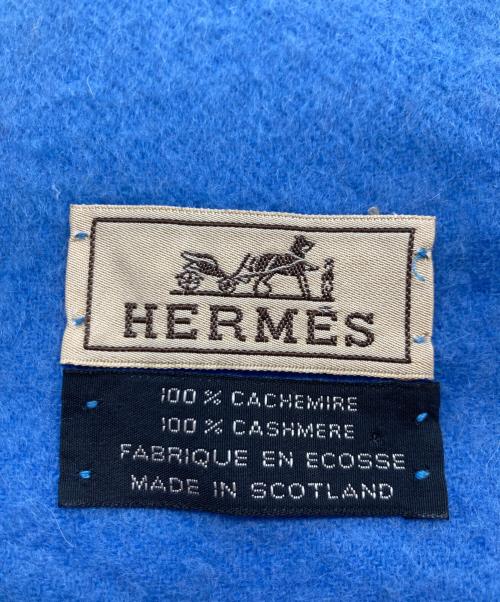 HERMÈS
100 % CACHEMIRE
100 % CASHMERE
FABRIQUE EN ECOSSE
MADE IN SCOTLAND